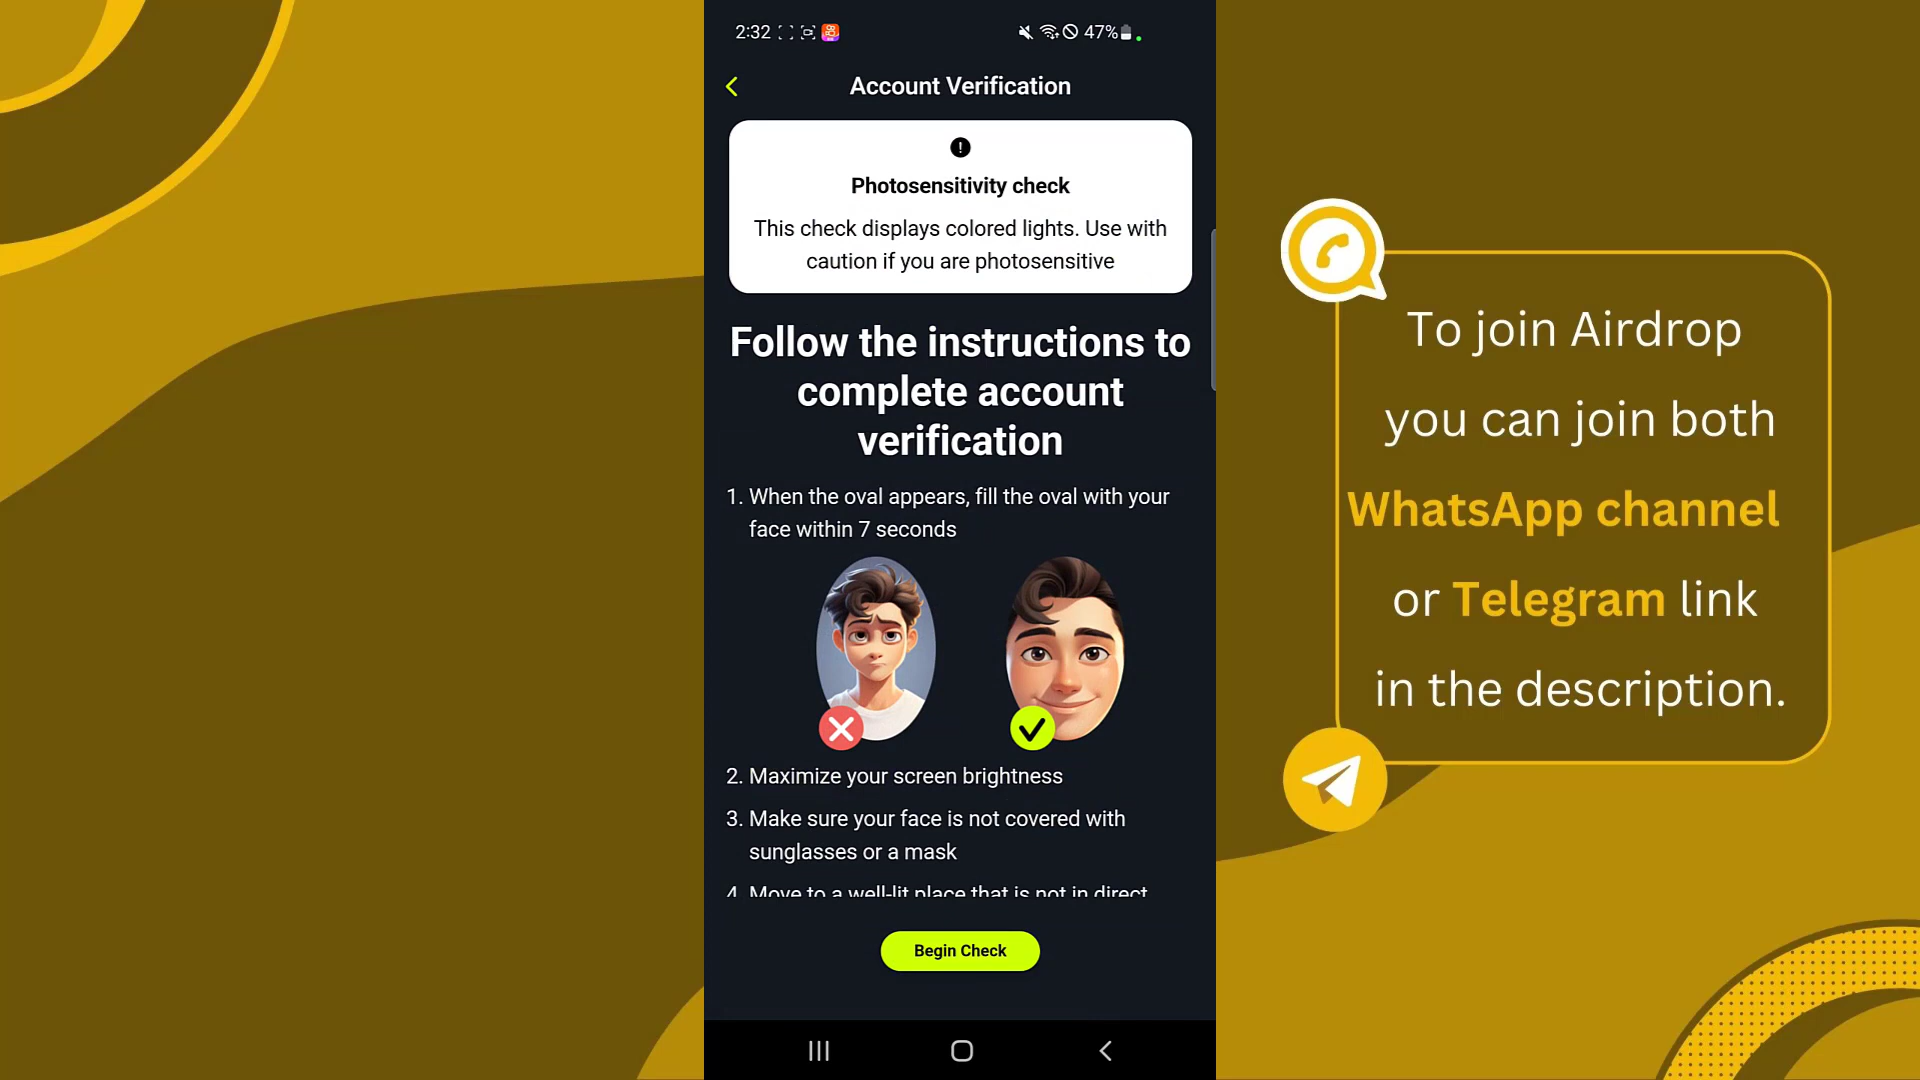 2:32
47%
Account Verification
!
Photosensitivity check
This check displays colored lights. Use with
caution if you are photosensitive
Follow the instructions to
complete account
verification
1. When the oval appears, fill the oval with your
face within 7 seconds
2. Maximize your screen brightness
3. Make sure your face is not covered with
sunglasses or a mask
4. Move to a well-lit place that is not in direct
Begin Check
To join Airdrop
you can join both
WhatsApp channel
or Telegram link
in the description.